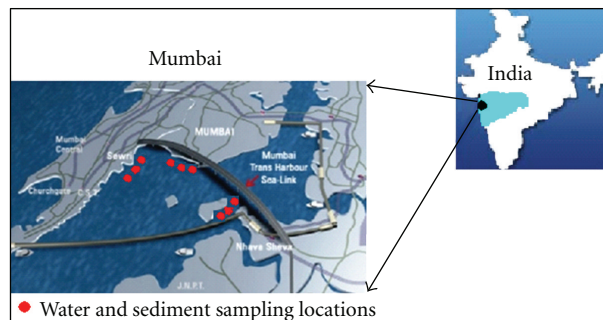 Mumbai
India
MUMBAI
Mumbai
Central
Sewri
Mumbai
Trans Harbour
Sea-Link
Churchgate
C.S.T.
Nhava Sheva
J.N.P.T.
Water and sediment sampling locations